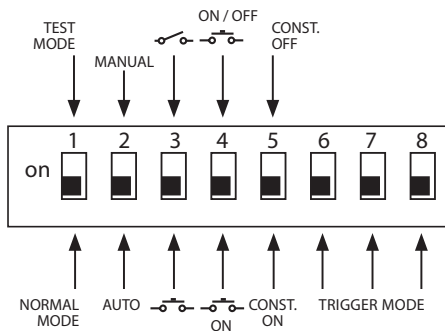 ON / OFF
TEST MODE
CONST. OFF
MANUAL
1 2 3 4 5 6 7 8
on
NORMAL MODE
AUTO
ON
CONST. ON
TRIGGER MODE